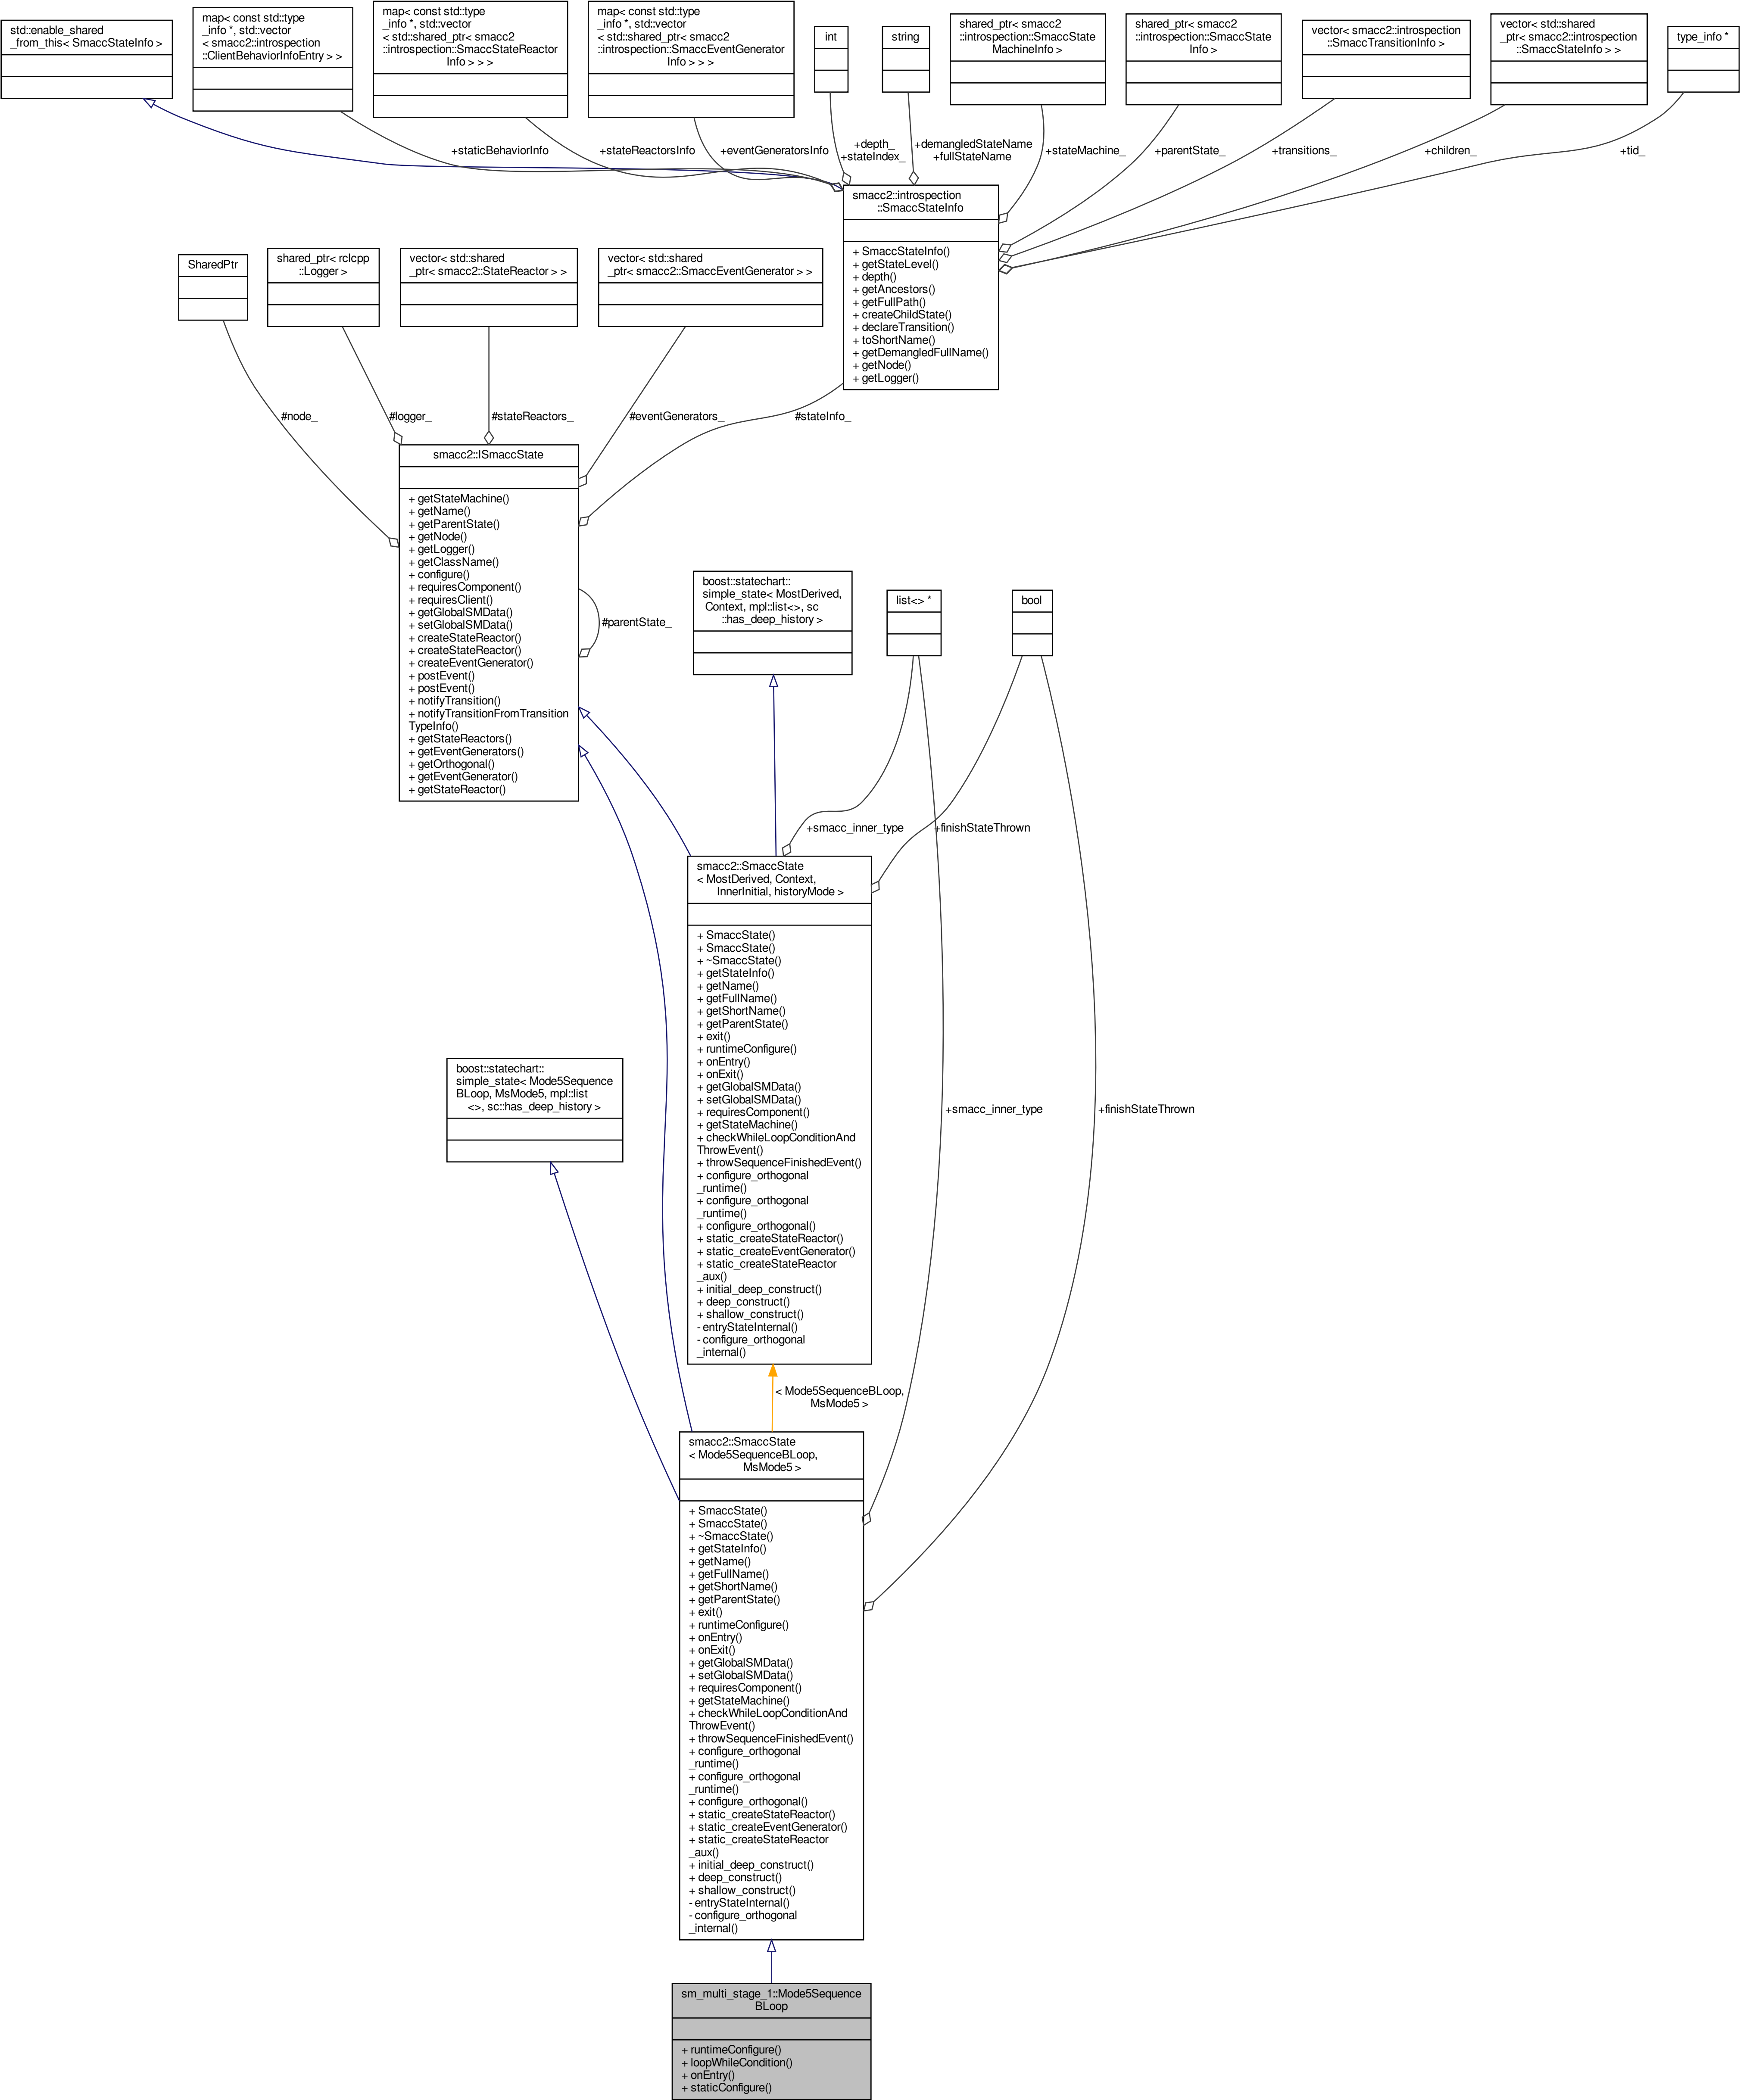 std::enable_shared
_from_this< SmaccStateInfo >
map< const std::type
_info *, std::vector
< smacc2::introspection
::ClientBehaviorInfoEntry > >
map< const std::type
_info *, std::vector
< std::shared_ptr< smacc2
::introspection::SmaccStateReactor
Info > > >
map< const std::type
_info *, std::vector
< std::shared_ptr< smacc2
::introspection::SmaccEventGenerator
Info > > >
int
string
shared_ptr< smacc2
::introspection::SmaccState
MachineInfo >
shared_ptr< smacc2
::introspection::SmaccState
Info >
vector< smacc2::introspection
::SmaccTransitionInfo >
vector< std::shared
_ptr< smacc2::introspection
::SmaccStateInfo > >
type_info *
+staticBehaviorInfo
+stateReactorsInfo
+eventGeneratorsInfo
+depth_
+stateIndex_
+demangledStateName
+fullStateName
+stateMachine_
+parentState_
+transitions_
+children_
+tid_
smacc2::introspection
::SmaccStateInfo
+ SmaccStateInfo()
+ getStateLevel()
+ depth()
+ getAncestors()
+ getFullPath()
+ createChildState()
+ declareTransition()
+ toShortName()
+ getDemangledFullName()
+ getNode()
+ getLogger()
SharedPtr
shared_ptr< rclcpp
::Logger >
vector< std::shared
_ptr< smacc2::StateReactor > >
vector< std::shared
_ptr< smacc2::SmaccEventGenerator > >
#node_
#logger_
#stateReactors_
#eventGenerators_
#stateInfo_
smacc2::ISmaccState
+ getStateMachine()
+ getName()
+ getParentState()
+ getNode()
+ getLogger()
+ getClassName()
+ configure()
+ requiresComponent()
+ requiresClient()
+ getGlobalSMData()
+ setGlobalSMData()
+ createStateReactor()
+ createStateReactor()
+ createEventGenerator()
+ postEvent()
+ postEvent()
+ notifyTransition()
+ notifyTransitionFromTransition
TypeInfo()
+ getStateReactors()
+ getEventGenerators()
+ getOrthogonal()
+ getEventGenerator()
+ getStateReactor()
#parentState_
boost::statechart::
simple_state< MostDerived,
Context, mpl::list<>, sc
::has_deep_history >
list<> *
bool
+smacc_inner_type
+finishStateThrown
smacc2::SmaccState
< MostDerived, Context,
InnerInitial, historyMode >
+ SmaccState()
+ SmaccState()
+ ~SmaccState()
+ getStateInfo()
+ getName()
+ getFullName()
+ getShortName()
+ getParentState()
+ exit()
+ runtimeConfigure()
+ onEntry()
+ onExit()
+ getGlobalSMData()
+ setGlobalSMData()
+ requiresComponent()
+ getStateMachine()
+ checkWhileLoopConditionAnd
ThrowEvent()
+ throwSequenceFinishedEvent()
+ configure_orthogonal
_runtime()
+ configure_orthogonal
_runtime()
+ configure_orthogonal()
+ static_createStateReactor()
+ static_createEventGenerator()
+ static_createStateReactor
_aux()
+ initial_deep_construct()
+ deep_construct()
+ shallow_construct()
- entryStateInternal()
- configure_orthogonal
_internal()
boost::statechart::
simple_state< Mode5Sequence
BLoop, MsMode5, mpl::list
<>, sc::has_deep_history >
+smacc_inner_type
+finishStateThrown
< Mode5SequenceBLoop,
MsMode5 >
smacc2::SmaccState
< Mode5SequenceBLoop,
MsMode5 >
+ SmaccState()
+ SmaccState()
+ ~SmaccState()
+ getStateInfo()
+ getName()
+ getFullName()
+ getShortName()
+ getParentState()
+ exit()
+ runtimeConfigure()
+ onEntry()
+ onExit()
+ getGlobalSMData()
+ setGlobalSMData()
+ requiresComponent()
+ getStateMachine()
+ checkWhileLoopConditionAnd
ThrowEvent()
+ throwSequenceFinishedEvent()
+ configure_orthogonal
_runtime()
+ configure_orthogonal
_runtime()
+ configure_orthogonal()
+ static_createStateReactor()
+ static_createEventGenerator()
+ static_createStateReactor
_aux()
+ initial_deep_construct()
+ deep_construct()
+ shallow_construct()
- entryStateInternal()
- configure_orthogonal
_internal()
sm_multi_stage_1::Mode5Sequence
BLoop
+ runtimeConfigure()
+ loopWhileCondition()
+ onEntry()
+ staticConfigure()